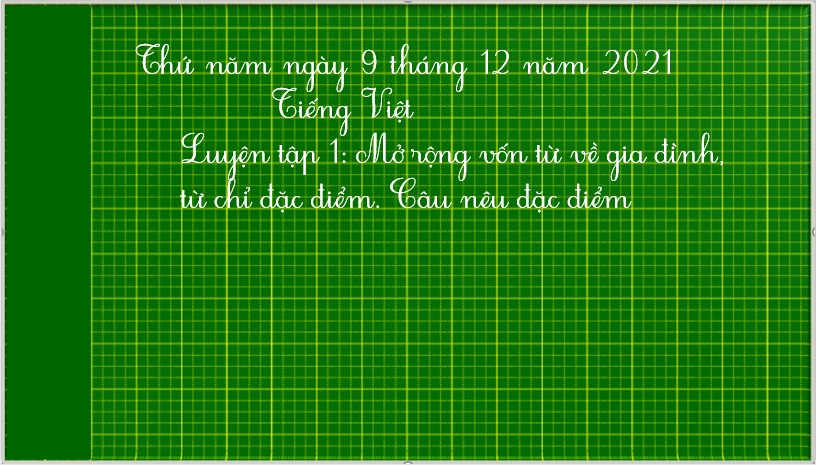 Thứ năm ngày 9 tháng 12 năm 2021
Tiếng Việt
Luyện tập 1: Mở rộng vốn từ về gia đình,
từ chỉ đặc điểm. Câu nêu đặc điểm